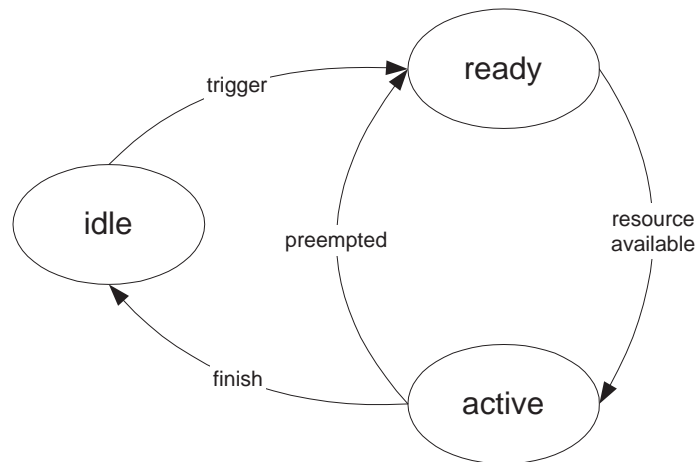 ready
trigger
idle
preempted
resource
available
finish
active